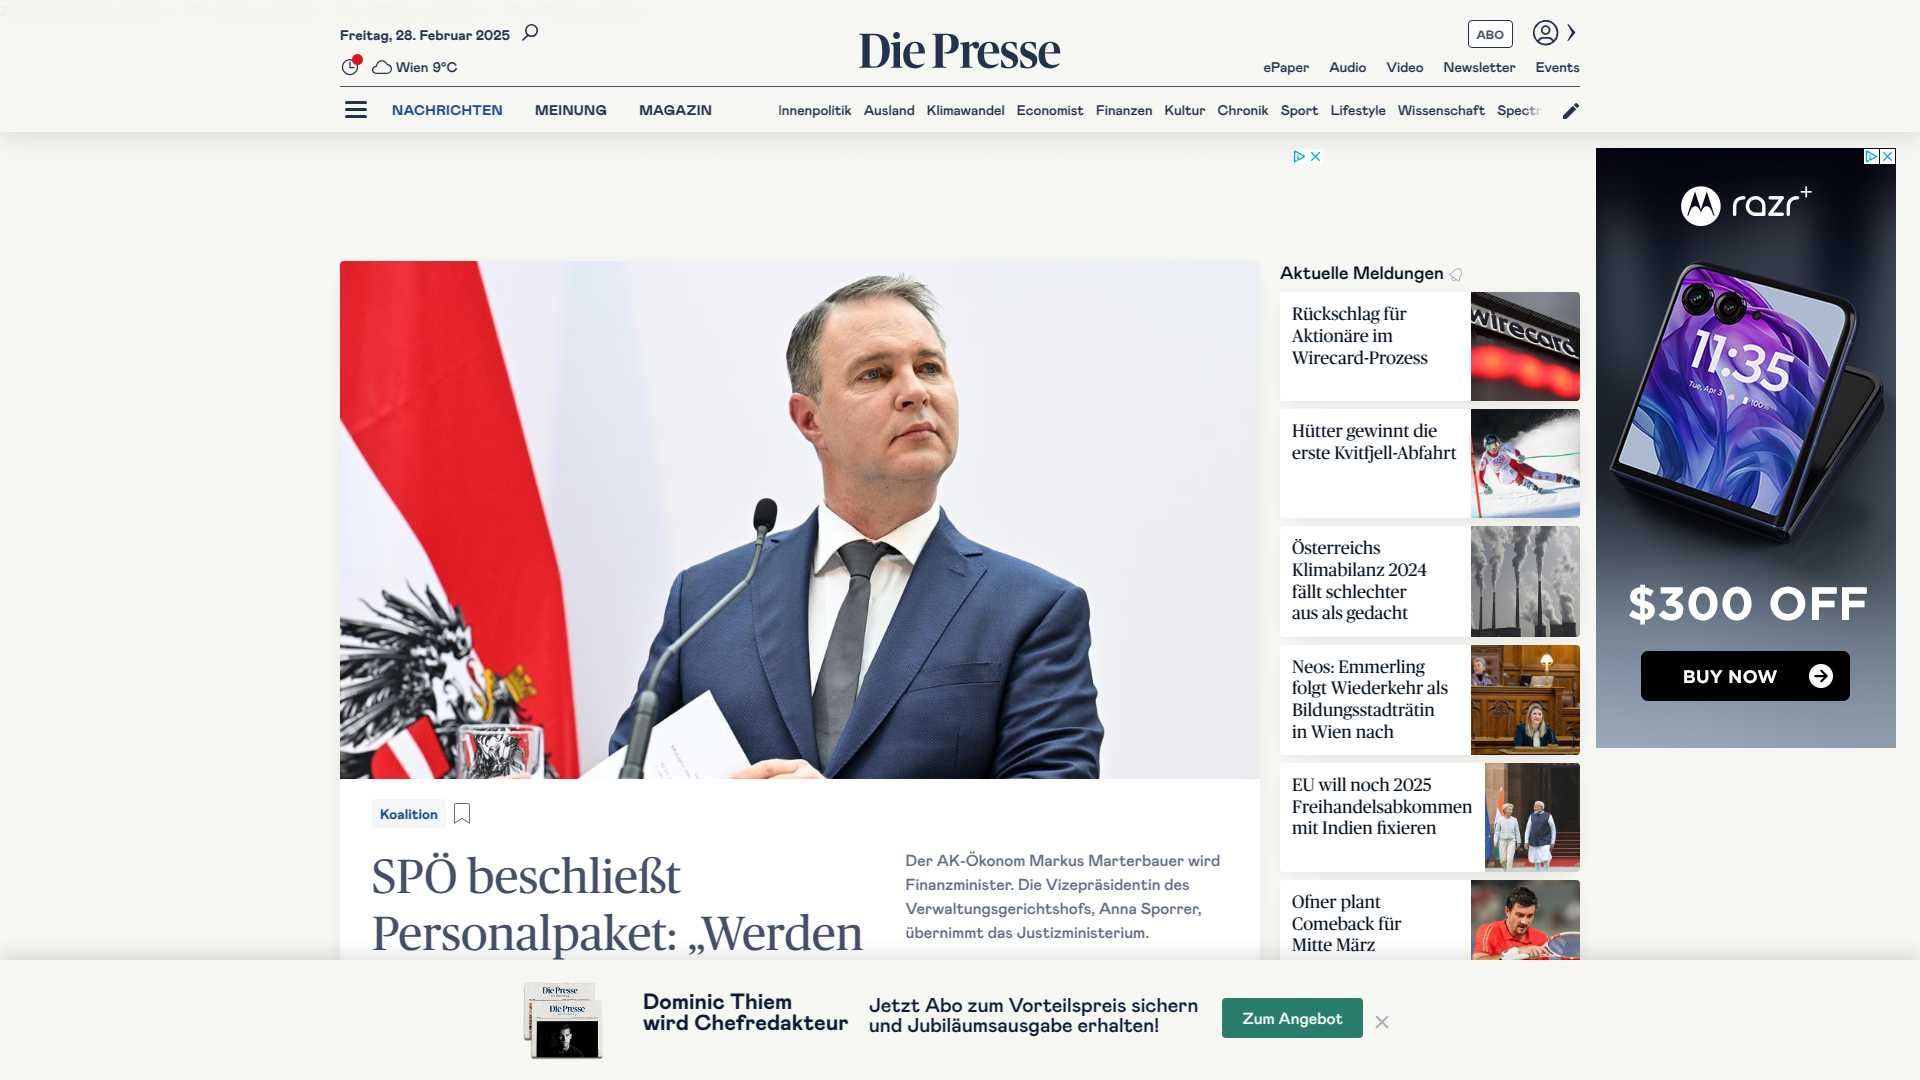 Freitag, 28. Februar 2025
Wien 9°C
Die Presse
ABO
ePaper Audio Video Newsletter Events
NACHRICHTEN MEINUNG MAGAZIN
Innenpolitik Ausland Klimawandel Economist Finanzen Kultur Chronik Sport Lifestyle Wissenschaft Spectr
Aktuelle Meldungen
Rückschlag für
Aktionäre im
Wirecard-Prozess
wirecard
Hütter gewinnt die
erste Kvitfjell-Abfahrt
Österreichs
Klimabilanz 2024
fällt schlechter
aus als gedacht
Neos: Emmerling
folgt Wiederkehr als
Bildungsstadträtin
in Wien nach
EU will noch 2025
Freihandelsabkommen
mit Indien fixieren
Ofner plant
Comeback für
Mitte März
razr+
11:35
Tue, Apr 3
100%
$300 OFF
BUY NOW
Koalition
SPÖ beschließt
Personalpaket: „Werden
Der AK-Ökonom Markus Marterbauer wird
Finanzminister. Die Vizepräsidentin des
Verwaltungsgerichtshofs, Anna Sporrer,
übernimmt das Justizministerium.
Die Presse
Die Presse
Dominic Thiem
wird Chefredakteur
Jetzt Abo zum Vorteilspreis sichern
und Jubiläumsausgabe erhalten!
Zum Angebot